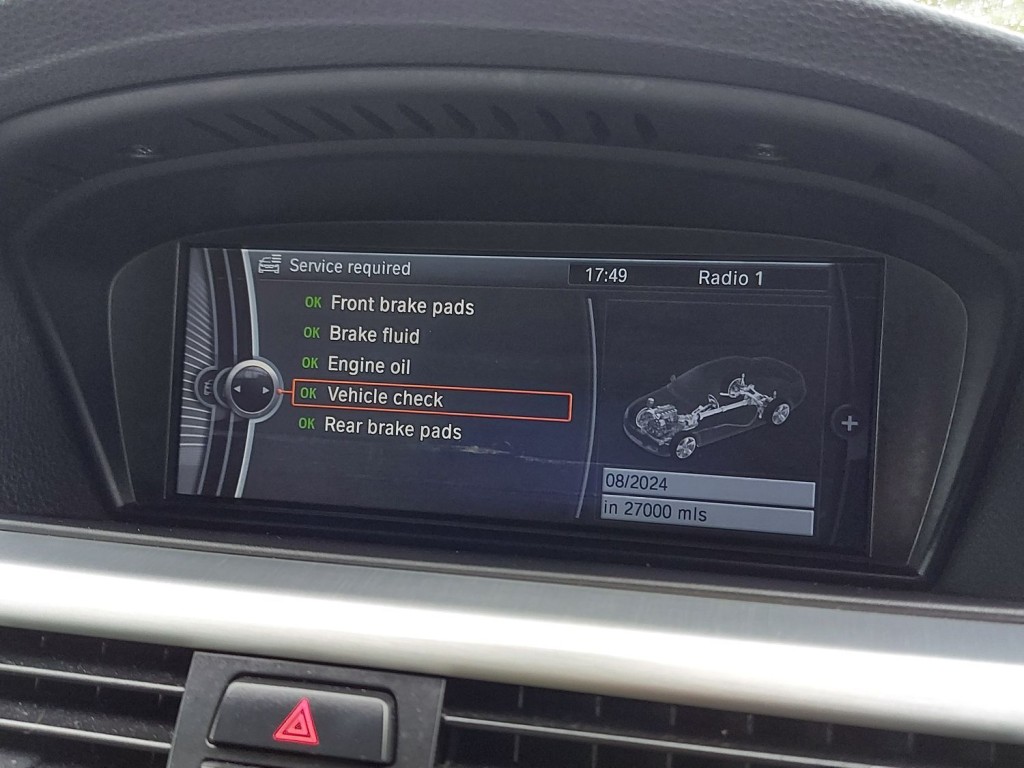 Service required
17:49 Radio 1
OK Front brake pads
OK Brake fluid
OK Engine oil
OK Vehicle check
OK Rear brake pads
+
08/2024
in 27000 mls